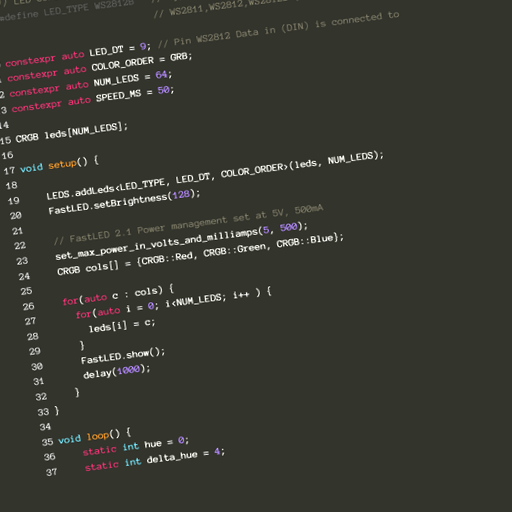 LED_TYPE WS2812B
// WS2811,WS2812,WS2812B
constexpr auto LED_DT = 9; // Pin WS2812 Data in (DIN) is connected to
constexpr auto COLOR_ORDER = GRB;
2 constexpr auto NUM_LEDS = 64;
3 constexpr auto SPEED_MS = 50;
14
15 CRGB leds[NUM_LEDS];
16
17 void setup() {
18
19 LEDS.addLeds<LED_TYPE, LED_DT, COLOR_ORDER>(leds, NUM_LEDS);
20 FastLED.setBrightness(128);
21
22 // FastLED 2.1 Power management set at 5V, 500mA
23 set_max_power_in_volts_and_milliamps(5, 500);
24 CRGB cols[] = {CRGB::Red, CRGB::Green, CRGB::Blue};
25
26 for(auto c : cols) {
27 for(auto i = 0; i<NUM_LEDS; i++ ) {
28 leds[i] = c;
29 }
30 FastLED.show();
31 delay(1000);
32 }
33 }
34
35 void loop() {
36 static int hue = 0;
37 static int delta_hue = 4;